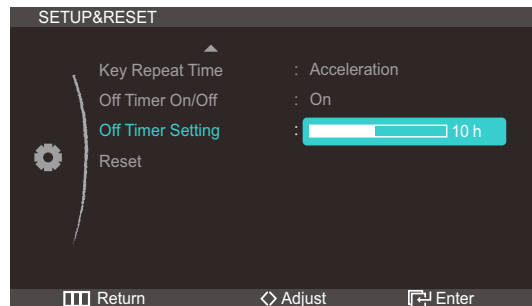 SETUP&RESET
Key Repeat Time : Acceleration
Off Timer On/Off : On
Off Timer Setting : 10 h
Reset
Return Adjust Enter